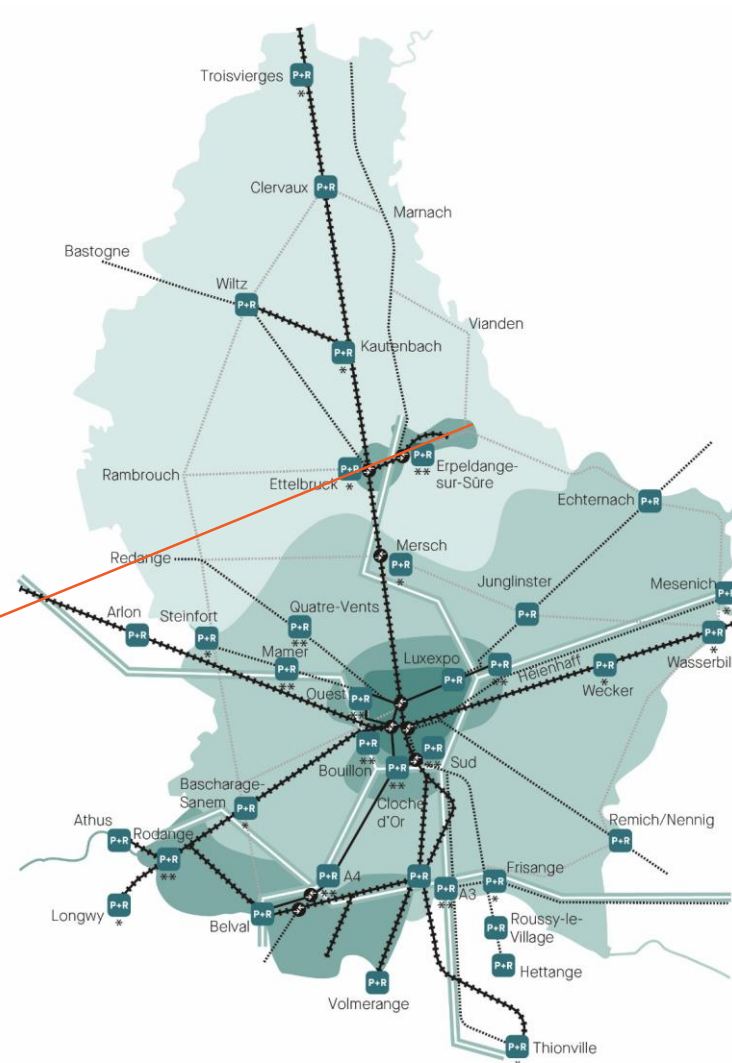 Troisvierges P+R
*
Clervaux P+R
Marnach
Bastogne
Wiltz
P+R
Vianden
P+R Kautenbach
*
Rambrouch
Ettelbruck P+R
*
P+R Erpeldange-
** sur-Sûre
Echternach
P+R
Redange
Mersch
P+R
*
Junglinster
P+R
Mesenich
P+R
Arlon
P+R
Steinfort
P+R
*
Quatre-Vents
P+R
**
Mamer
P+R
**
Luxexpo
P+R
P+R
**
Heienhaff
P+R
*
Wecker
P+R
*
Wasserbil
Ouest
P+R
**
P+R
Bouillon
**
P+R
**
Sud
P+R
**
Cloche
d'Or
Bascharage-
Sanem P+R
*
Athus
P+R
Rodange
P+R
**
Remich/Nennig
P+R
Longwy P+R
*
P+R A4
**
P+R
P+R A3
**
Frisange
P+R
*
Belval P+R
P+R Roussy-le-
Village
P+R Hettange
P+R
Volmerange
P+R Thionville
*